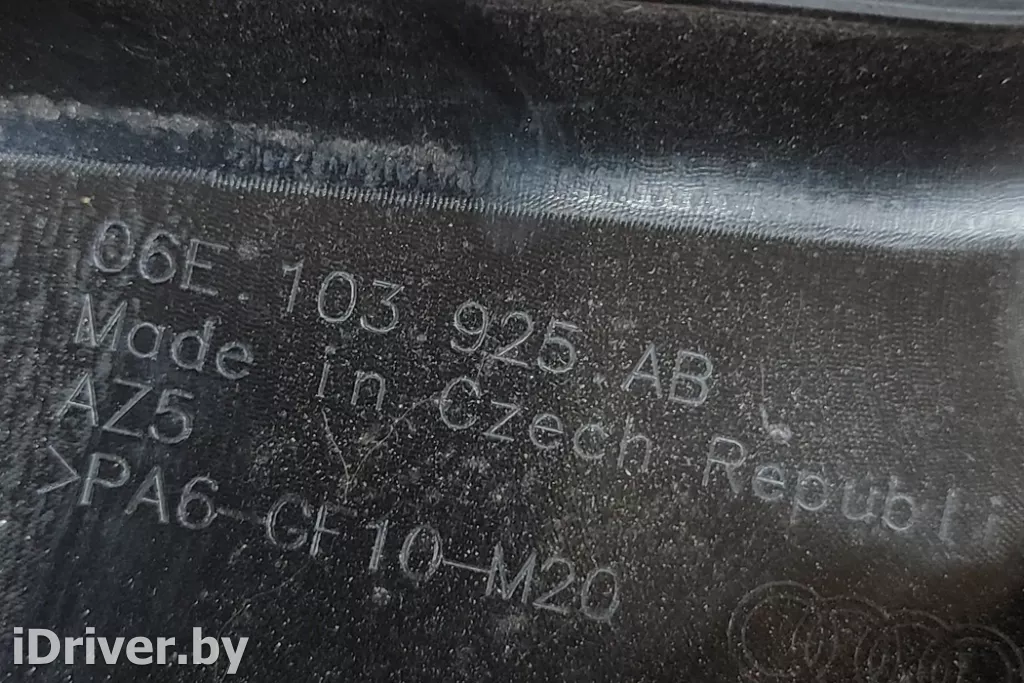 06E.103.925.AB
Made in Czech Republi
AZ5
>PA6-GF10-M20
iDriver.by